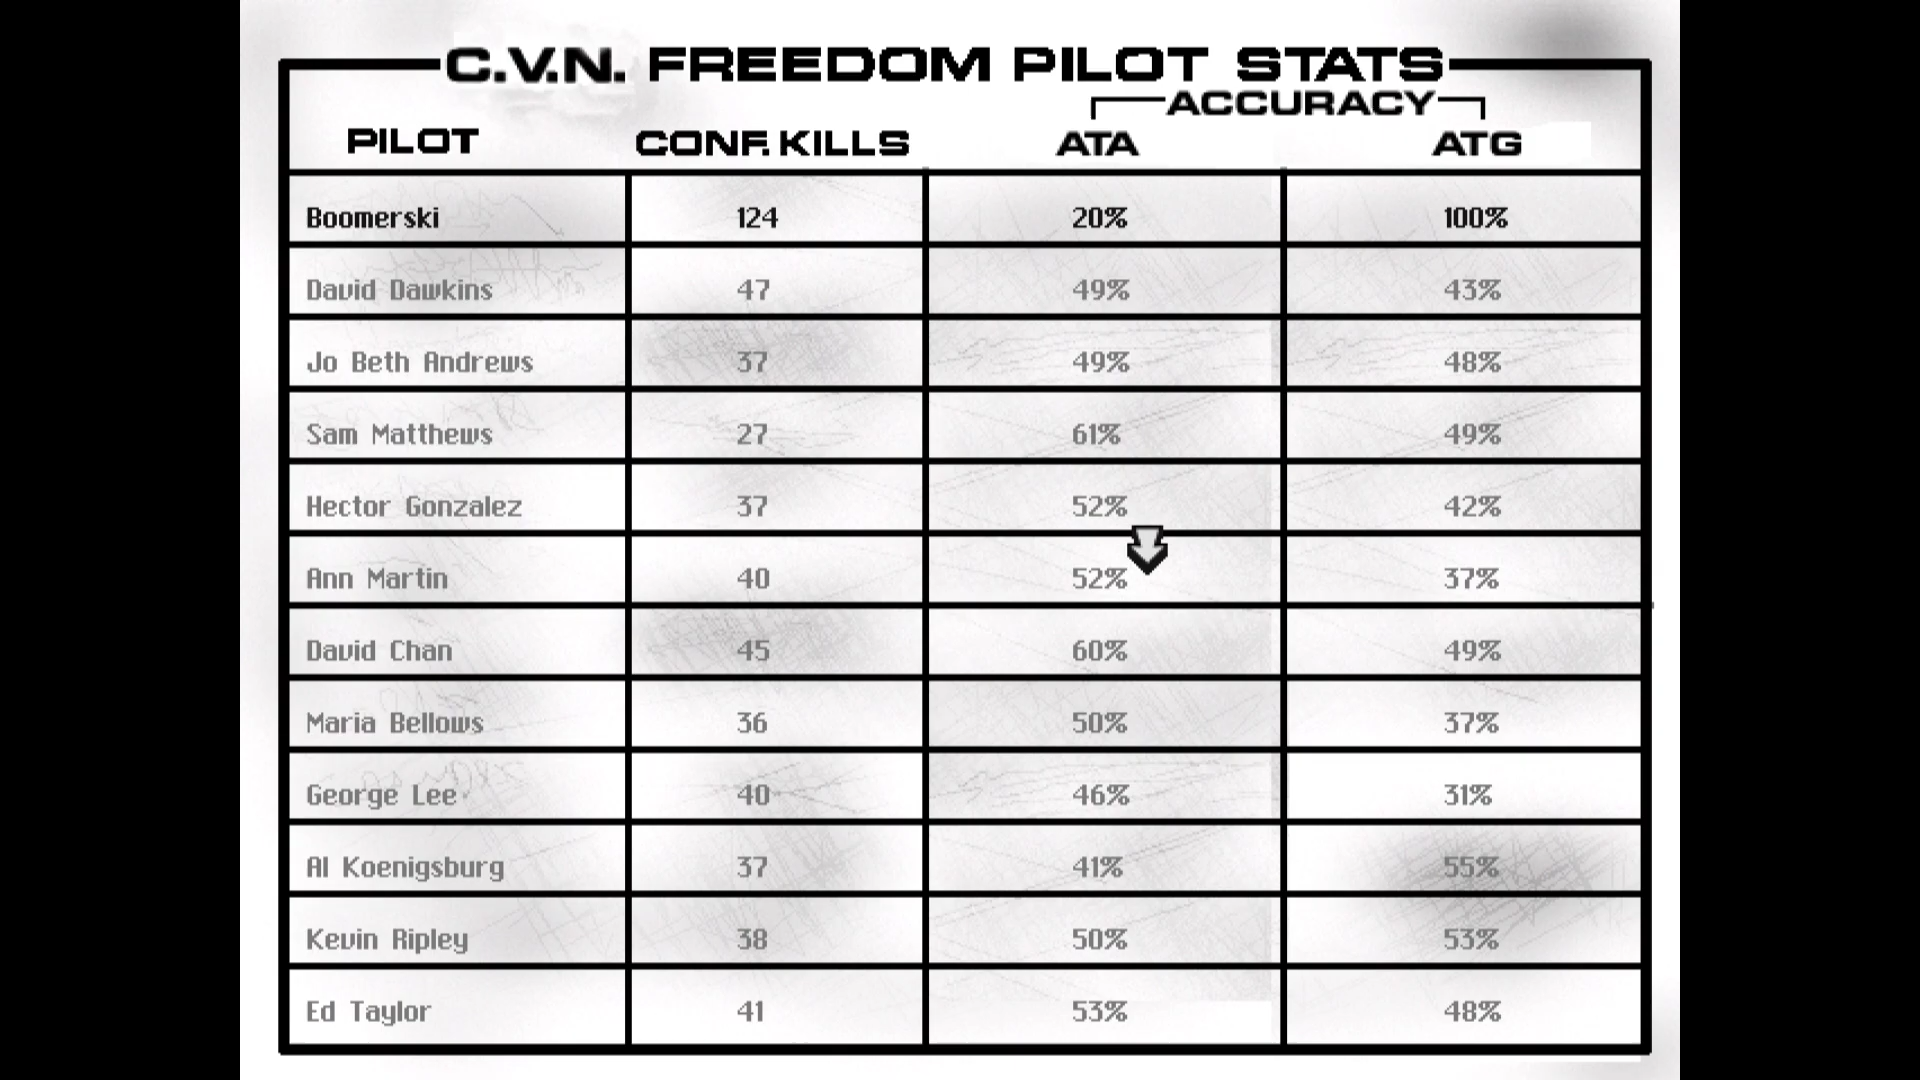 C.V.N. FREEDOM PILOT STATS
ACCURACY
PILOT CONF. KILLS ATA ATG
Boomerski 124 20% 100%
David Dawkins 47 49% 43%
Jo Beth Andrews 37 49% 48%
Sam Matthews 27 61% 49%
Hector Gonzalez 37 52% 42%
Ann Martin 40 52% 37%
David Chan 45 60% 49%
Maria Bellows 36 50% 37%
George Lee 40 46% 31%
Al Koenigsburg 37 41% 55%
Kevin Ripley 38 50% 53%
Ed Taylor 41 53% 48%